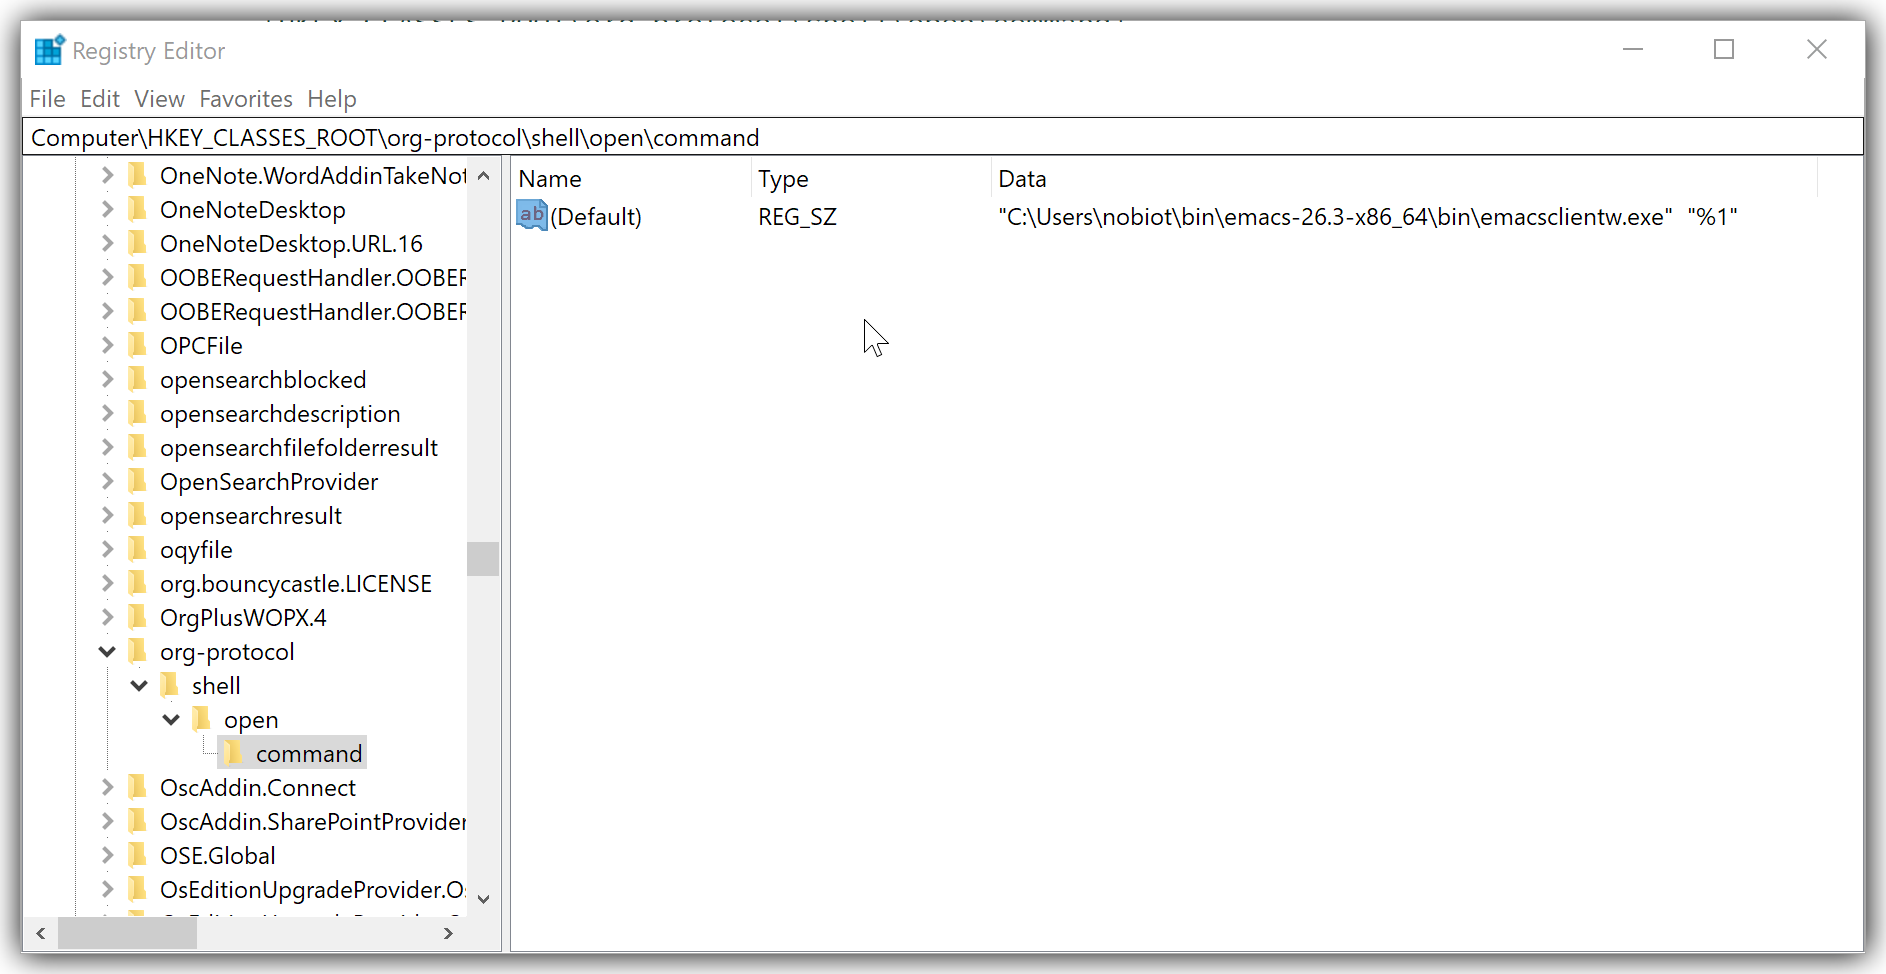 Registry Editor
File Edit View Favorites Help
Computer\HKEY_CLASSES_ROOT\org-protocol\shell\open\command
OneNote.WordAddinTakeNot
OneNoteDesktop
OneNoteDesktop.URL.16
OOBERequestHandler.OOBER
OOBERequestHandler.OOBER
OPCFile
opensearchblocked
opensearchdescription
opensearchfilefolderresult
OpenSearchProvider
opensearchresult
oqyfile
org.bouncycastle.LICENSE
OrgPlusWOPX.4
org-protocol
shell
open
command
OscAddin.Connect
OscAddin.SharePointProvider
OSE.Global
OsEditionUpgradeProvider.Os
Name Type Data
ab (Default) REG_SZ "C:\Users\nobiot\bin\emacs-26.3-x86_64\bin\emacsclientw.exe" "%1"